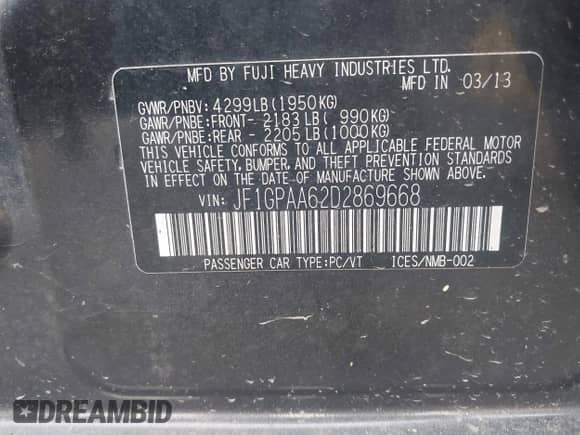 MFD BY FUJI HEAVY INDUSTRIES LTD.
MFD IN 03/13
GVWR/PNBV: 4299LB(1950KG)
GAWR/PNBE:FRONT- 2183 LB( 990KG)
GAWR/PNBE:REAR - 2205 LB(1000KG)
THIS VEHICLE CONFORMS TO ALL APPLICABLE FEDERAL MOTOR
VEHICLE SAFETY, BUMPER, AND THEFT PREVENTION STANDARDS
IN EFFECT ON THE DATE OF MANUFACTURE SHOWN ABOVE.
VIN: JF1GPAA62D2869668
PASSENGER CAR TYPE:PC/VT ICES/NMB-002
DREAMBID